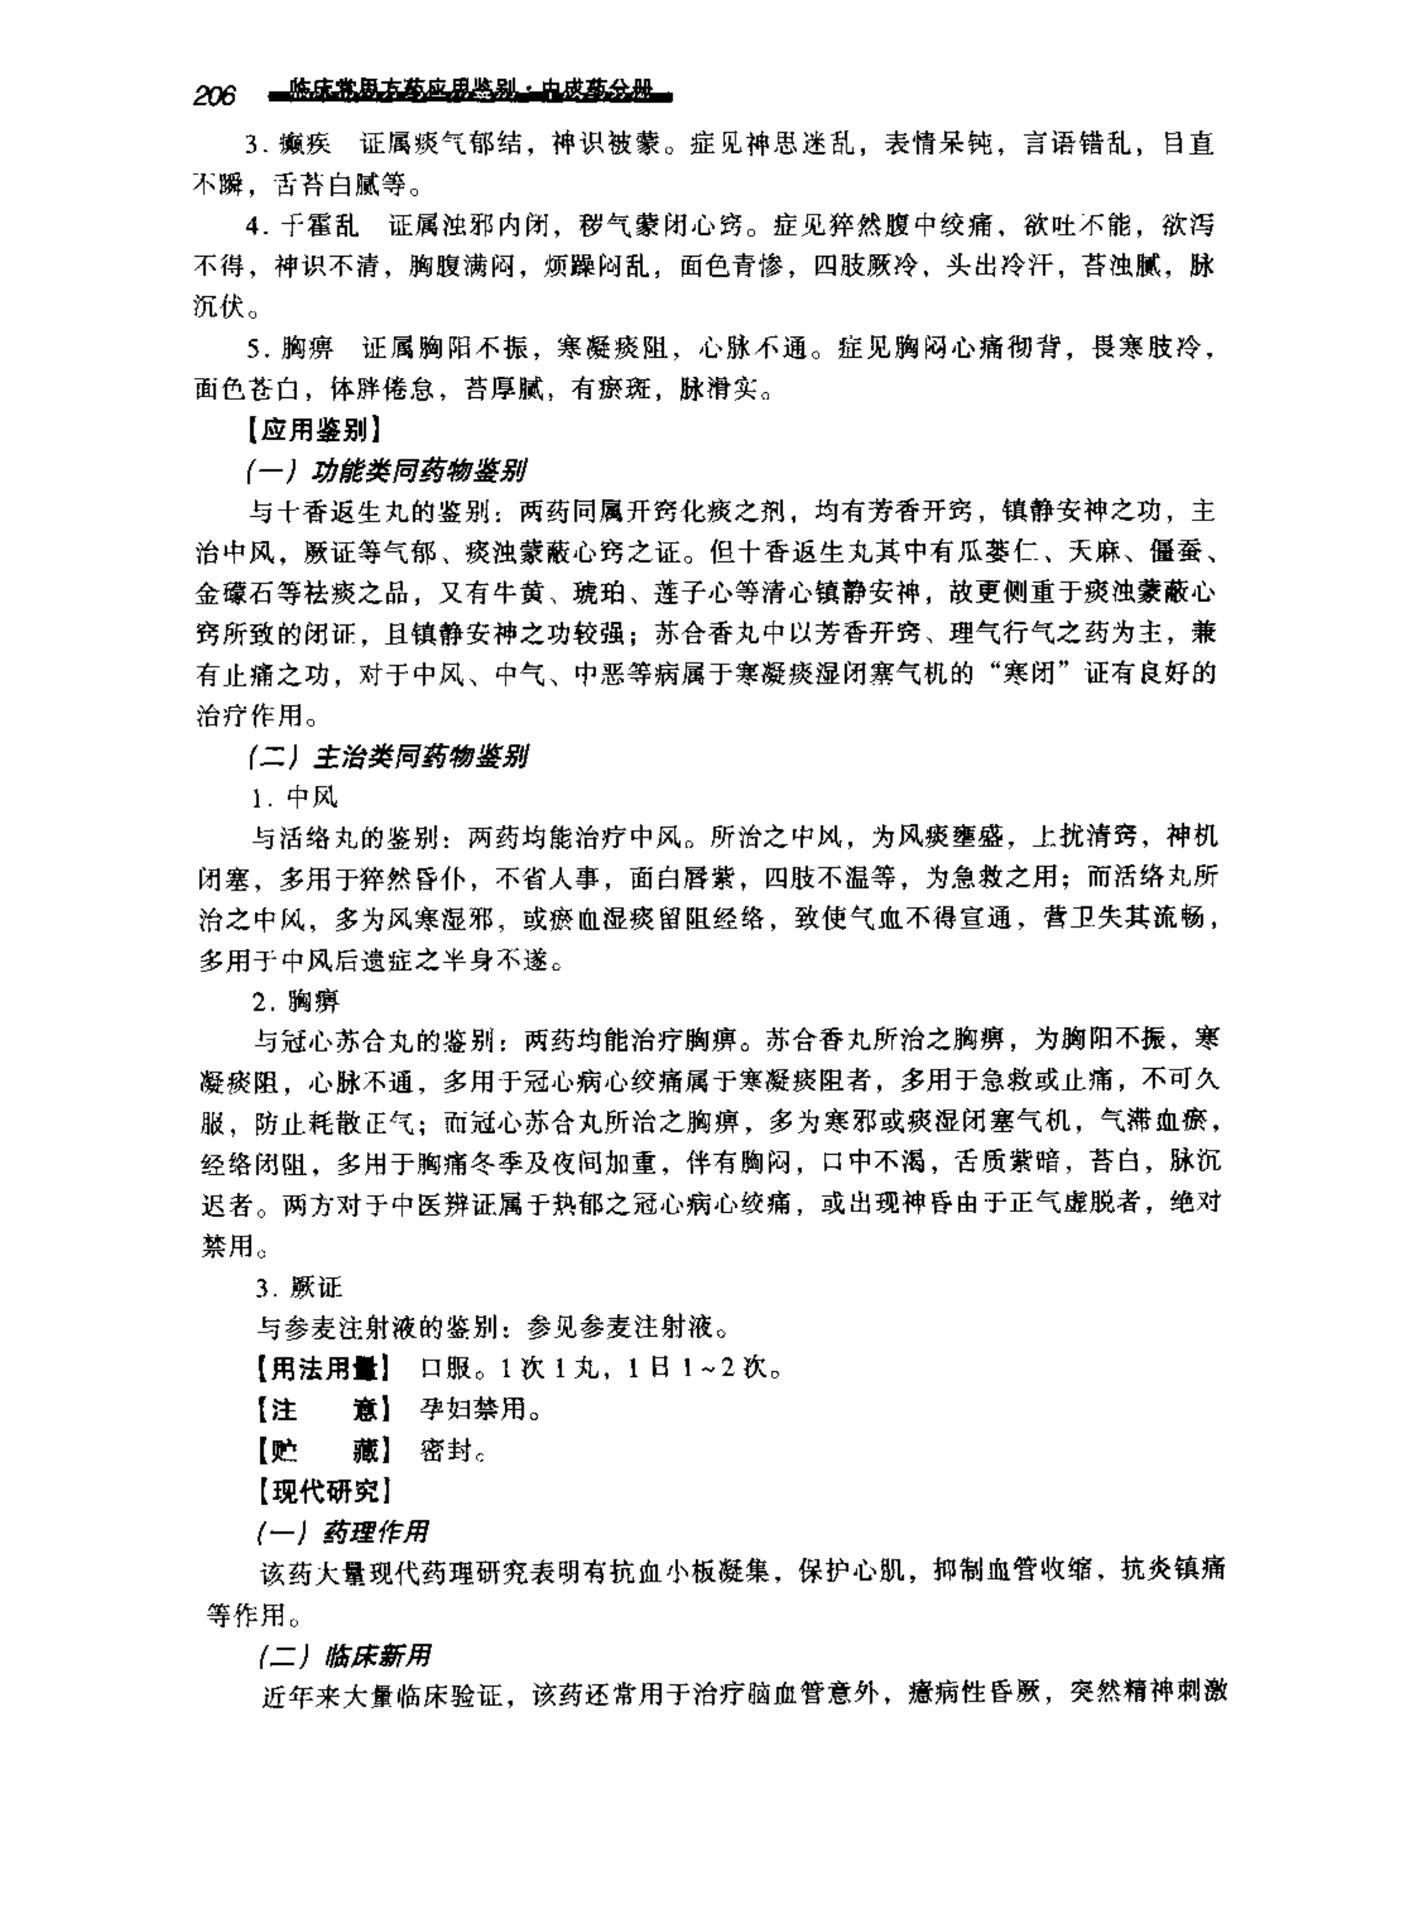 206 临床常用方药应用鉴别·中成药分册
3. 癫疾　证属痰气郁结，神识被蒙。症见神思迷乱，表情呆钝，言语错乱，目直
不瞬，舌苔白腻等。
4. 干霍乱　证属浊邪内闭，秽气蒙闭心窍。症见猝然腹中绞痛，欲吐不能，欲泻
不得，神识不清，胸腹满闷，烦躁闷乱，面色青惨，四肢厥冷，头出冷汗，苔浊腻，脉
沉伏。
5. 胸痹　证属胸阳不振，寒凝痰阻，心脉不通。症见胸闷心痛彻背，畏寒肢冷，
面色苍白，体胖倦怠，苔厚腻，有瘀斑，脉滑实。
【应用鉴别】
（一）功能类同药物鉴别
与十香返生丸的鉴别：两药同属开窍化痰之剂，均有芳香开窍，镇静安神之功，主
治中风，厥证等气郁、痰浊蒙蔽心窍之证。但十香返生丸其中有瓜蒌仁、天麻、僵蚕、
金礞石等祛痰之品，又有牛黄、琥珀、莲子心等清心镇静安神，故更侧重于痰浊蒙蔽心
窍所致的闭证，且镇静安神之功较强；苏合香丸中以芳香开窍、理气行气之药为主，兼
有止痛之功，对于中风、中气、中恶等病属于寒凝痰湿闭塞气机的“寒闭”证有良好的
治疗作用。
（二）主治类同药物鉴别
1. 中风
与活络丸的鉴别：两药均能治疗中风。所治之中风，为风痰壅盛，上扰清窍，神机
闭塞，多用于猝然昏仆，不省人事，面白唇紫，四肢不温等，为急救之用；而活络丸所
治之中风，多为风寒湿邪，或瘀血湿痰留阻经络，致使气血不得宣通，营卫失其流畅，
多用于中风后遗症之半身不遂。
2. 胸痹
与冠心苏合丸的鉴别：两药均能治疗胸痹。苏合香丸所治之胸痹，为胸阳不振，寒
凝痰阻，心脉不通，多用于冠心病心绞痛属于寒凝痰阻者，多用于急救或止痛，不可久
服，防止耗散正气；而冠心苏合丸所治之胸痹，多为寒邪或痰湿闭塞气机，气滞血瘀，
经络闭阻，多用于胸痛冬季及夜间加重，伴有胸闷，口中不渴，舌质紫暗，苔白，脉沉
迟者。两方对于中医辨证属于热郁之冠心病心绞痛，或出现神昏由于正气虚脱者，绝对
禁用。
3. 厥证
与参麦注射液的鉴别：参见参麦注射液。
【用法用量】　口服。1次1丸，1日1~2次。
【注　　意】　孕妇禁用。
【贮　　藏】　密封。
【现代研究】
（一）药理作用
该药大量现代药理研究表明有抗血小板凝集，保护心肌，抑制血管收缩，抗炎镇痛
等作用。
（二）临床新用
近年来大量临床验证，该药还常用于治疗脑血管意外，癔病性昏厥，突然精神刺激